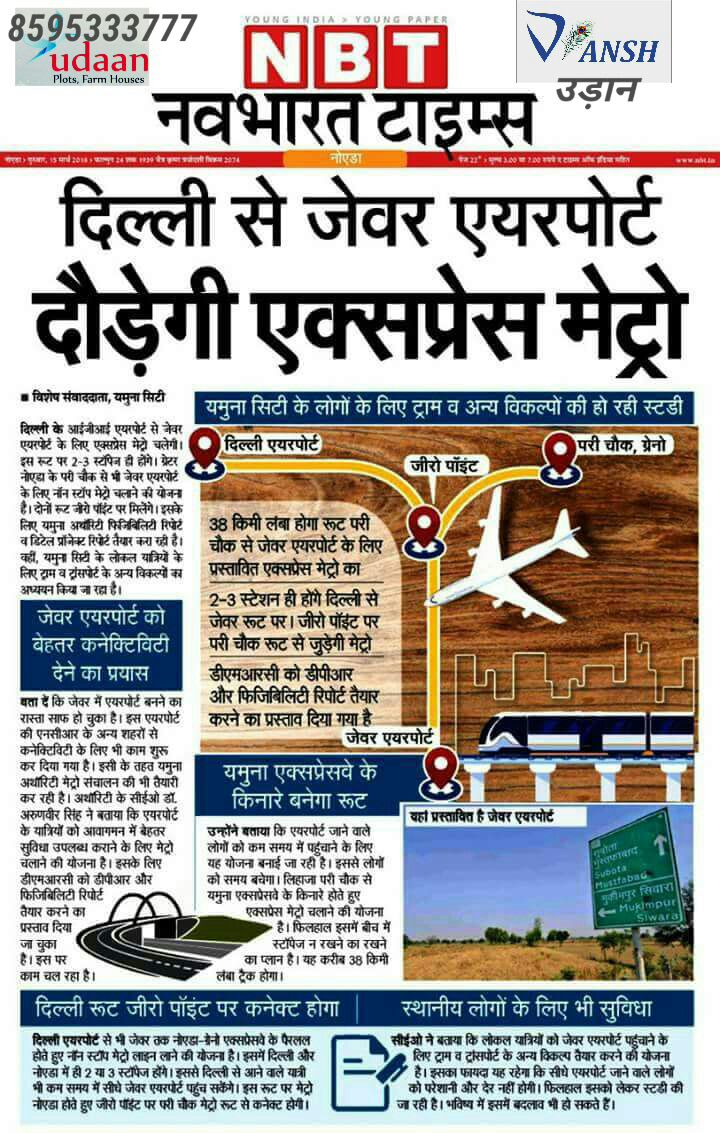 8595333777
udaan
Plots, Farm Houses
YOUNG INDIA > YOUNG PAPER
NBT
VANSH
उड़ान
नवभारत टाइम्स
नोएडा
www.nbt.in
दिल्ली से जेवर एयरपोर्ट
दौड़ेगी एक्सप्रेस मेट्रो
■ विशेष संवाददाता, यमुना सिटी
दिल्ली के आईजीआई एयरपोर्ट से जेवर
एयरपोर्ट के लिए एक्सप्रेस मेट्रो चलेगी।
इस रूट पर 2-3 स्टॉपेज ही होंगे। ग्रेटर
नोएडा के परी चौक से भी जेवर एयरपोर्ट
के लिए नॉन स्टॉप मेट्रो चलाने की योजना
है। दोनों रूट जीरो पॉइंट पर मिलेंगे। इसके
लिए यमुना अथॉरिटी फिजिबिलिटी रिपोर्ट
व डिटेल प्रॉजेक्ट रिपोर्ट तैयार करा रही है।
वहीं, यमुना सिटी के लोकल यात्रियों के
लिए ट्राम व ट्रांसपोर्ट के अन्य विकल्पों का
अध्ययन किया जा रहा है।
जेवर एयरपोर्ट को
बेहतर कनेक्टिविटी
देने का प्रयास
बता दें कि जेवर में एयरपोर्ट बनने का
रास्ता साफ हो चुका है। इस एयरपोर्ट
की एनसीआर के अन्य शहरों से
कनेक्टिविटी के लिए भी काम शुरू
कर दिया गया है। इसी के तहत यमुना
अथॉरिटी मेट्रो संचालन की भी तैयारी
कर रही है। अथॉरिटी के सीईओ डॉ.
अरुणवीर सिंह ने बताया कि एयरपोर्ट
के यात्रियों को आवागमन में बेहतर
सुविधा उपलब्ध कराने के लिए मेट्रो
चलाने की योजना है। इसके लिए
डीएमआरसी को डीपीआर और
फिजिबिलिटी रिपोर्ट
तैयार करने का
प्रस्ताव दिया
जा चुका
है। इस पर
काम चल रहा है।
यमुना सिटी के लोगों के लिए ट्राम व अन्य विकल्पों की हो रही स्टडी
दिल्ली एयरपोर्ट
जीरो पॉइंट
परी चौक, ग्रेनो
38 किमी लंबा होगा रूट परी
चौक से जेवर एयरपोर्ट के लिए
प्रस्तावित एक्सप्रेस मेट्रो का
2-3 स्टेशन ही होंगे दिल्ली से
जेवर रूट पर। जीरो पॉइंट पर
परी चौक रूट से जुड़ेगी मेट्रो
डीएमआरसी को डीपीआर
और फिजिबिलिटी रिपोर्ट तैयार
करने का प्रस्ताव दिया गया है
जेवर एयरपोर्ट
यमुना एक्सप्रेसवे के
किनारे बनेगा रूट
उन्होंने बताया कि एयरपोर्ट जाने वाले
लोगों को कम समय में पहुंचाने के लिए
यह योजना बनाई जा रही है। इससे लोगों
को समय बचेगा। लिहाजा परी चौक से
यमुना एक्सप्रेसवे के किनारे होते हुए
एक्सप्रेस मेट्रो चलाने की योजना
है। फिलहाल इसमें बीच में
स्टॉपेज न रखने का रखने
का प्लान है। यह करीब 38 किमी
लंबा ट्रैक होगा।
यहां प्रस्तावित है जेवर एयरपोर्ट
सुबोता
मुस्तफाबाद
Subota
Mustfabad
मुकीमपुर सिवारा
Mukimpur
Siwara
दिल्ली रूट जीरो पॉइंट पर कनेक्ट होगा
दिल्ली एयरपोर्ट से भी जेवर तक नोएडा-ग्रेनो एक्सप्रेसवे के पैरलल
होते हुए नॉन स्टॉप मेट्रो लाइन लाने की योजना है। इसमें दिल्ली और
नोएडा में ही 2 या 3 स्टॉपेज होंगे। इससे दिल्ली से आने वाले यात्री
भी कम समय में सीधे जेवर एयरपोर्ट पहुंच सकेंगे। इस रूट पर मेट्रो
नोएडा होते हुए जीरो पॉइंट पर परी चौक मेट्रो रूट से कनेक्ट होगी।
स्थानीय लोगों के लिए भी सुविधा
सीईओ ने बताया कि लोकल यात्रियों को जेवर एयरपोर्ट पहुंचाने के
लिए ट्राम व ट्रांसपोर्ट के अन्य विकल्प तैयार करने की योजना
है। इसका फायदा यह रहेगा कि सीधे एयरपोर्ट जाने वाले लोगों
को परेशानी और देर नहीं होगी। फिलहाल इसको लेकर स्टडी की
जा रही है। भविष्य में इसमें बदलाव भी हो सकते हैं।